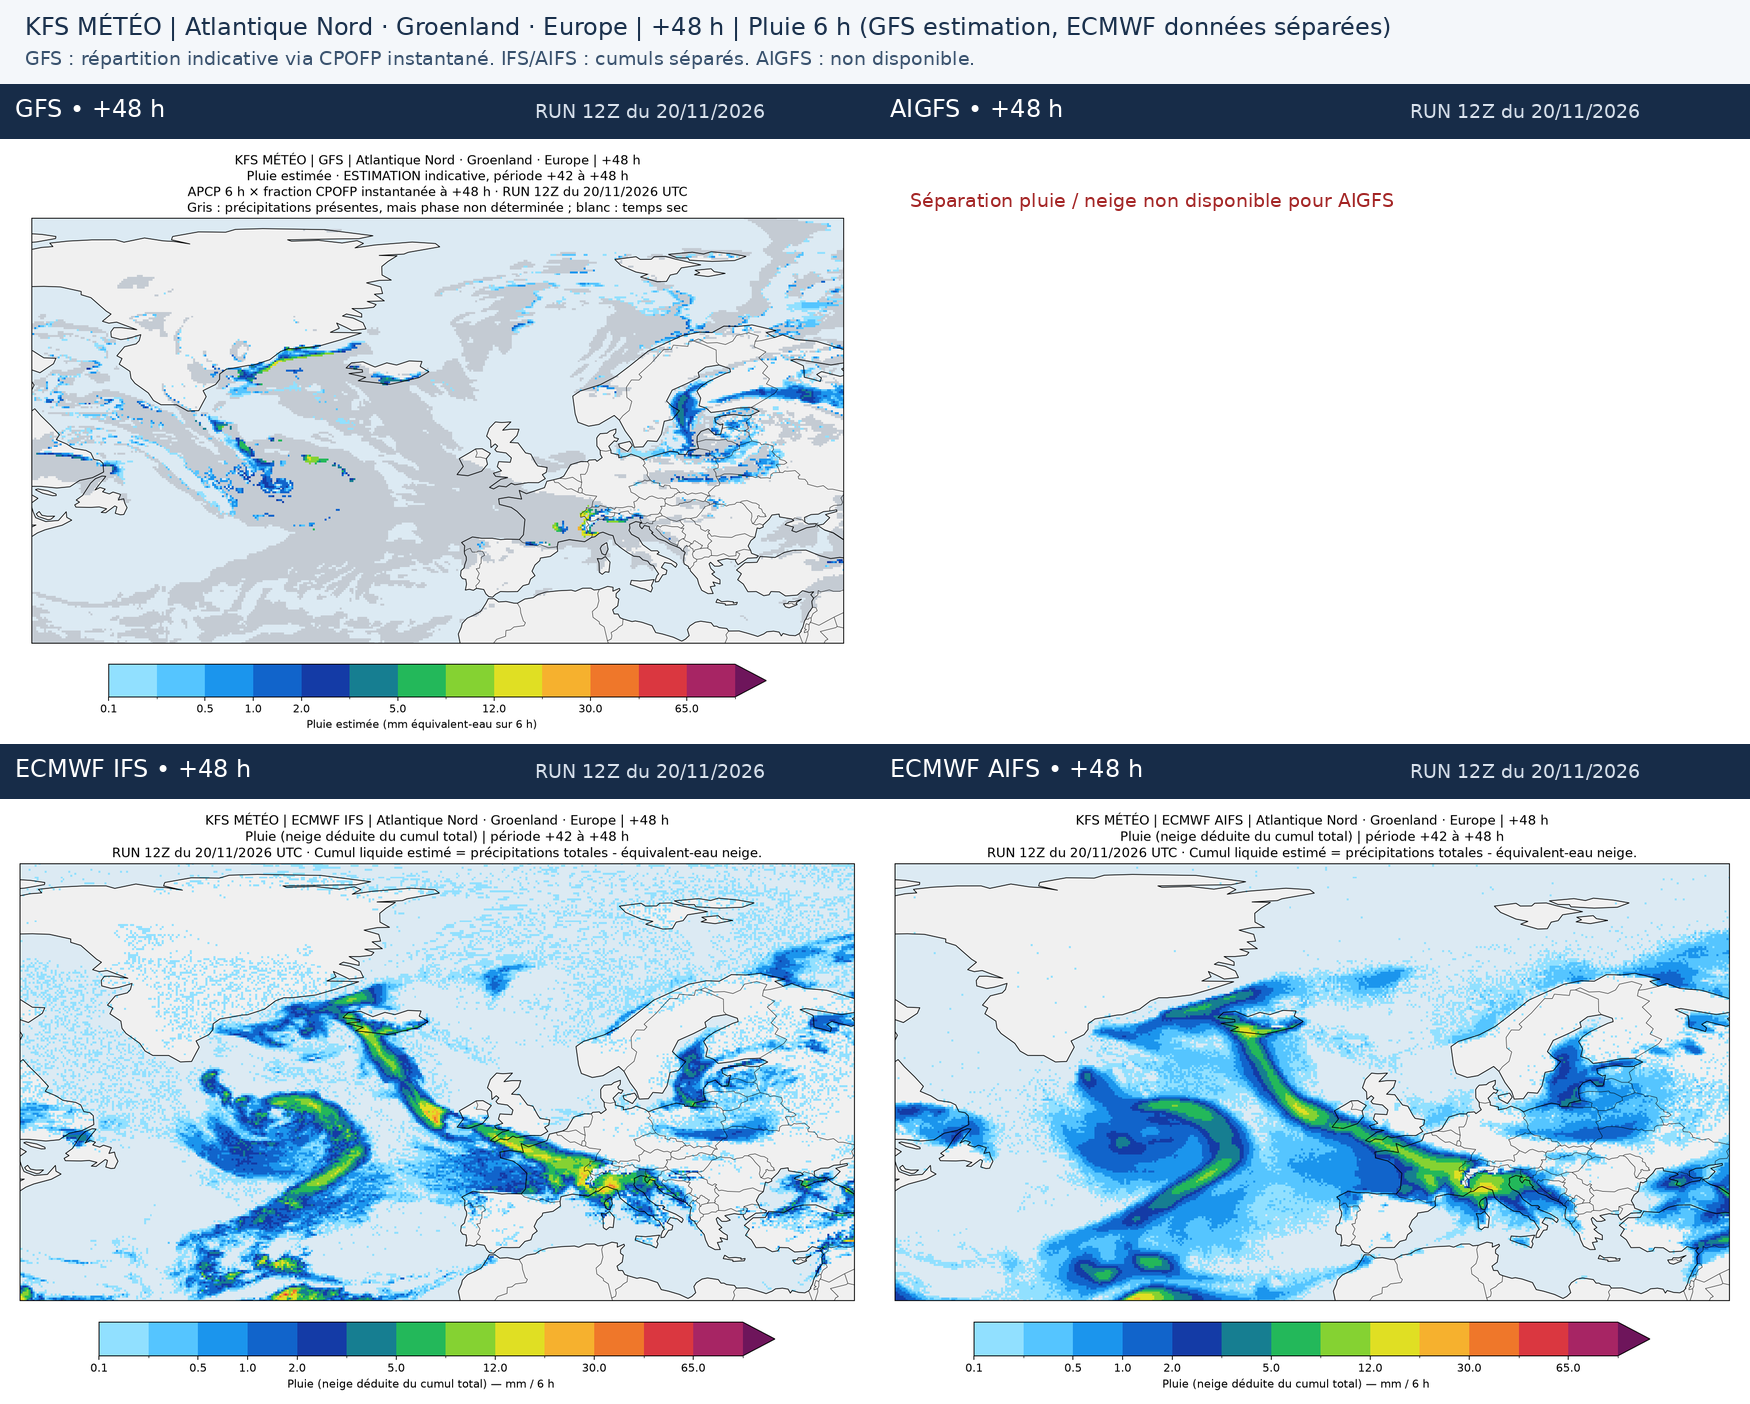 KFS MÉTÉO | Atlantique Nord · Groenland · Europe | +48 h | Pluie 6 h (GFS estimation, ECMWF données séparées)
GFS : répartition indicative via CPOFP instantané. IFS/AIFS : cumuls séparés. AIGFS : non disponible.
GFS • +48 h
RUN 12Z du 20/11/2026
AIGFS • +48 h
RUN 12Z du 20/11/2026
KFS MÉTÉO | GFS | Atlantique Nord · Groenland · Europe | +48 h
Pluie estimée · ESTIMATION indicative, période +42 à +48 h
APCP 6 h × fraction CPOFP instantanée à +48 h · RUN 12Z du 20/11/2026 UTC
Gris : précipitations présentes, mais phase non déterminée ; blanc : temps sec
0.1 0.5 1.0 2.0 5.0 12.0 30.0 65.0
Pluie estimée (mm équivalent-eau sur 6 h)
Séparation pluie / neige non disponible pour AIGFS
ECMWF IFS • +48 h
RUN 12Z du 20/11/2026
ECMWF AIFS • +48 h
RUN 12Z du 20/11/2026
KFS MÉTÉO | ECMWF IFS | Atlantique Nord · Groenland · Europe | +48 h
Pluie (neige déduite du cumul total) | période +42 à +48 h
RUN 12Z du 20/11/2026 UTC · Cumul liquide estimé = précipitations totales - équivalent-eau neige.
0.1 0.5 1.0 2.0 5.0 12.0 30.0 65.0
Pluie (neige déduite du cumul total) — mm / 6 h
KFS MÉTÉO | ECMWF AIFS | Atlantique Nord · Groenland · Europe | +48 h
Pluie (neige déduite du cumul total) | période +42 à +48 h
RUN 12Z du 20/11/2026 UTC · Cumul liquide estimé = précipitations totales - équivalent-eau neige.
0.1 0.5 1.0 2.0 5.0 12.0 30.0 65.0
Pluie (neige déduite du cumul total) — mm / 6 h